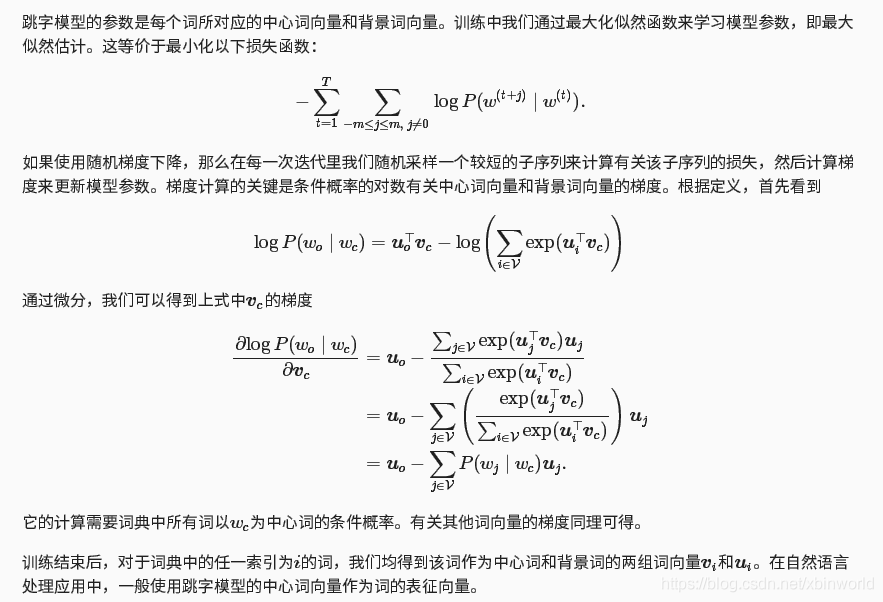 跳字模型的参数是每个词所对应的中心词向量和背景词向量。训练中我们通过最大化似然函数来学习模型参数，即最大
似然估计。这等价于最小化以下损失函数：
$$-\sum_{t=1}^{T}\sum_{-m\leq j\leq m,\, j\neq 0}\log P(w^{(t+j)}\mid w^{(t)}).$$
如果使用随机梯度下降，那么在每一次迭代里我们随机采样一个较短的子序列来计算有关该子序列的损失，然后计算梯
度来更新模型参数。梯度计算的关键是条件概率的对数有关中心词向量和背景词向量的梯度。根据定义，首先看到
$$\log P(w_o\mid w_c)=\boldsymbol{u}_o^\top\boldsymbol{v}_c-\log\left(\sum_{i\in\mathcal{V}}\exp(\boldsymbol{u}_i^\top\boldsymbol{v}_c)\right)$$
通过微分，我们可以得到上式中$\boldsymbol{v}_c$的梯度
$$\frac{\partial\log P(w_o\mid w_c)}{\partial\boldsymbol{v}_c}=\boldsymbol{u}_o-\frac{\sum_{j\in\mathcal{V}}\exp(\boldsymbol{u}_j^\top\boldsymbol{v}_c)\boldsymbol{u}_j}{\sum_{i\in\mathcal{V}}\exp(\boldsymbol{u}_i^\top\boldsymbol{v}_c)}$$
$$=\boldsymbol{u}_o-\sum_{j\in\mathcal{V}}\left(\frac{\exp(\boldsymbol{u}_j^\top\boldsymbol{v}_c)}{\sum_{i\in\mathcal{V}}\exp(\boldsymbol{u}_i^\top\boldsymbol{v}_c)}\right)\boldsymbol{u}_j$$
$$=\boldsymbol{u}_o-\sum_{j\in\mathcal{V}}P(w_j\mid w_c)\boldsymbol{u}_j.$$
它的计算需要词典中所有词以$w_c$为中心词的条件概率。有关其他词向量的梯度同理可得。
训练结束后，对于词典中的任一索引为$i$的词，我们均得到该词作为中心词和背景词的两组词向量$\boldsymbol{v}_i$和$\boldsymbol{u}_i$。在自然语言
处理应用中，一般使用跳字模型的中心词向量作为词的表征向量。
https://blog.csdn.net/xbinworld